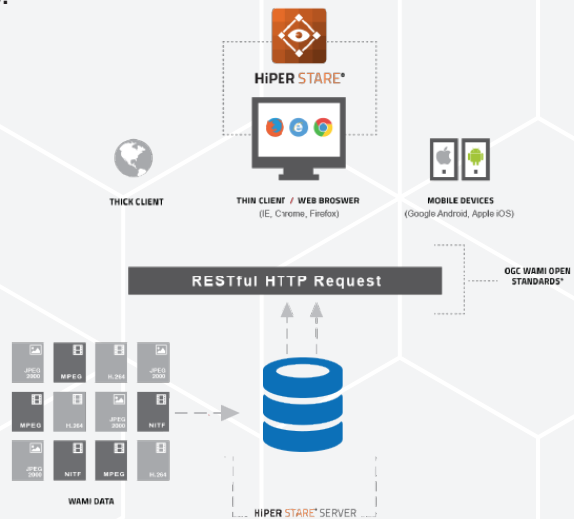 HiPER STARE®
THICK CLIENT
THIN CLIENT / WEB BROSWER
(IE, Chrome, Firefox)
MOBILE DEVICES
(Google Android, Apple iOS)
RESTful HTTP Request
OGC WAMI OPEN
STANDARDS®
JPEG
2000
MPEG
H.264
JPEG
2000
MPEG
H.264
JPEG
2000
NITF
JPEG
2000
NITF
MPEG
H.264
WAMI DATA
HiPER STARE® SERVER